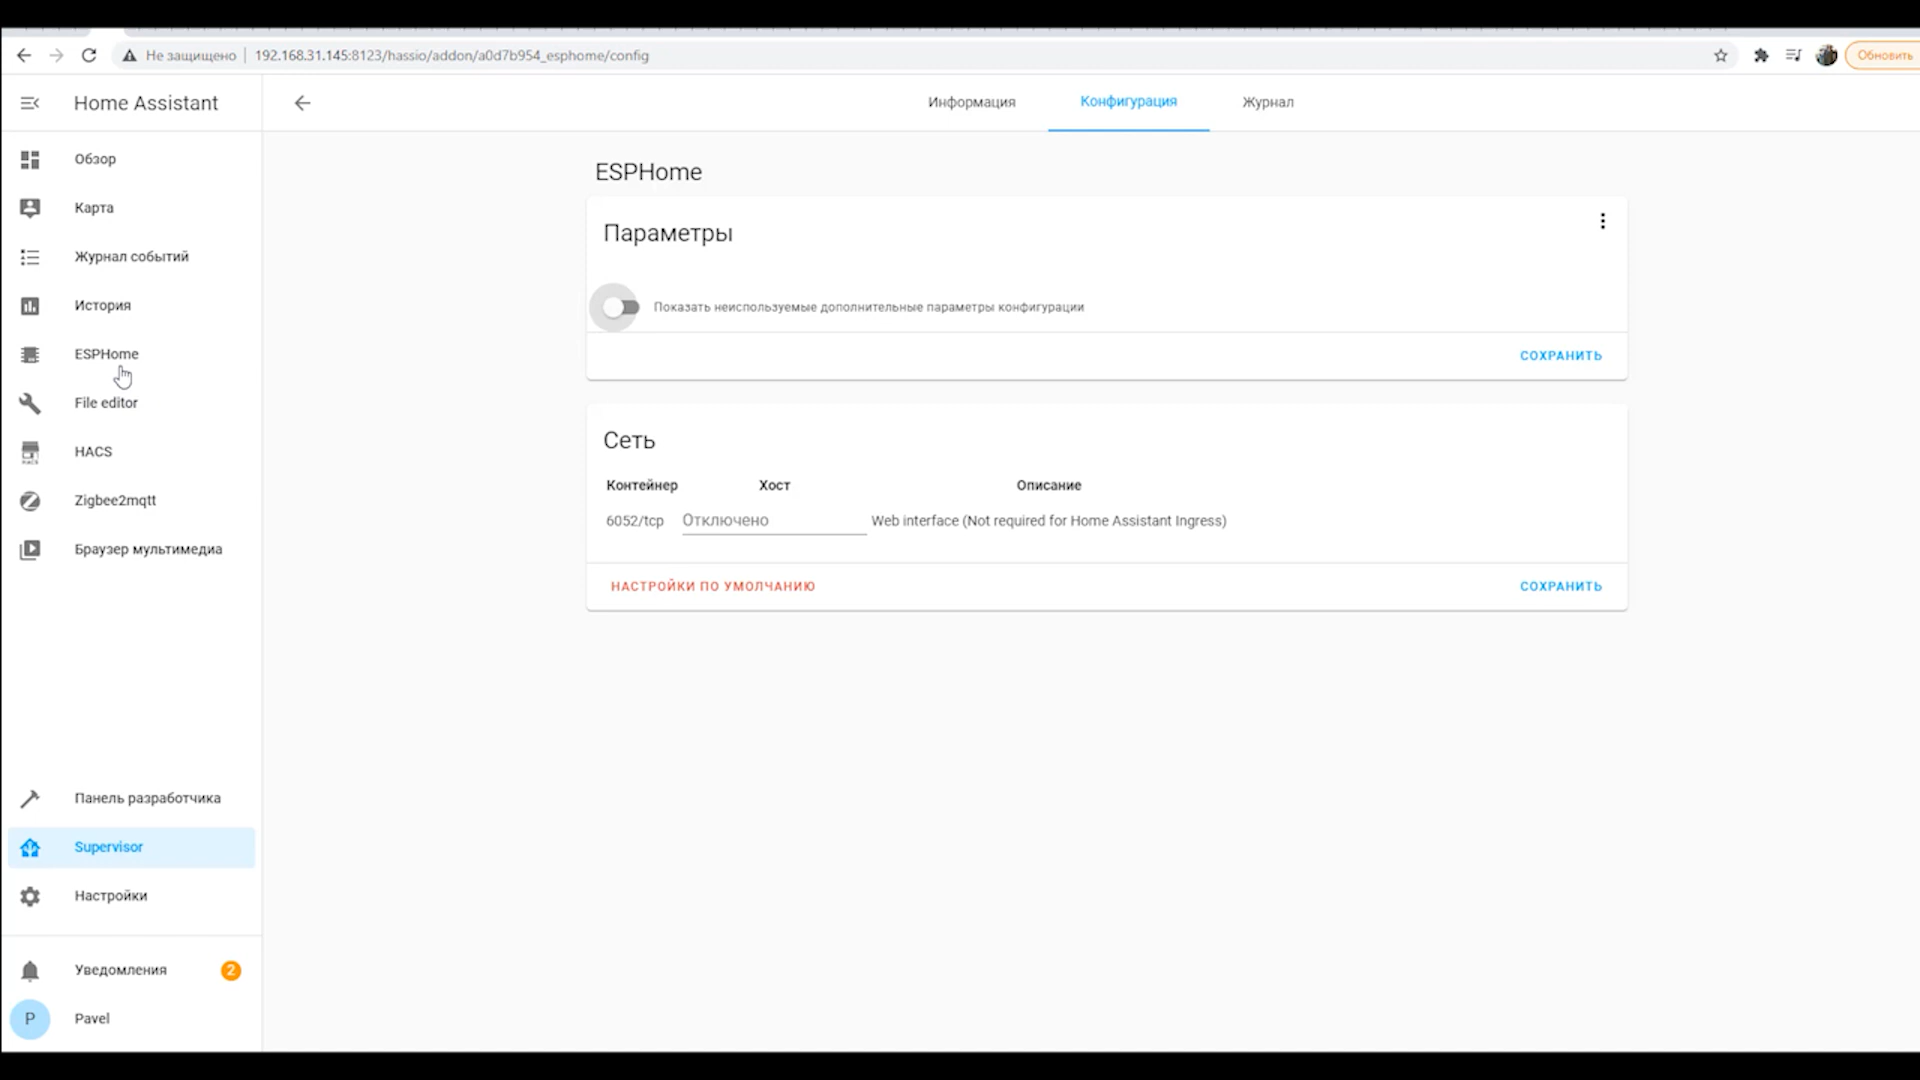 Не защищено
192.168.31.145:8123/hassio/addon/a0d7b954_esphome/config
Обновить
Home Assistant
Информация
Конфигурация
Журнал
Обзор
Карта
Журнал событий
История
ESPHome
File editor
HACS
Zigbee2mqtt
Браузер мультимедиа
Панель разработчика
Supervisor
Настройки
Уведомления
2
P
Pavel
ESPHome
Параметры
Показать неиспользуемые дополнительные параметры конфигурации
СОХРАНИТЬ
Сеть
Контейнер Хост Описание
6052/tcp Отключено Web interface (Not required for Home Assistant Ingress)
НАСТРОЙКИ ПО УМОЛЧАНИЮ
СОХРАНИТЬ